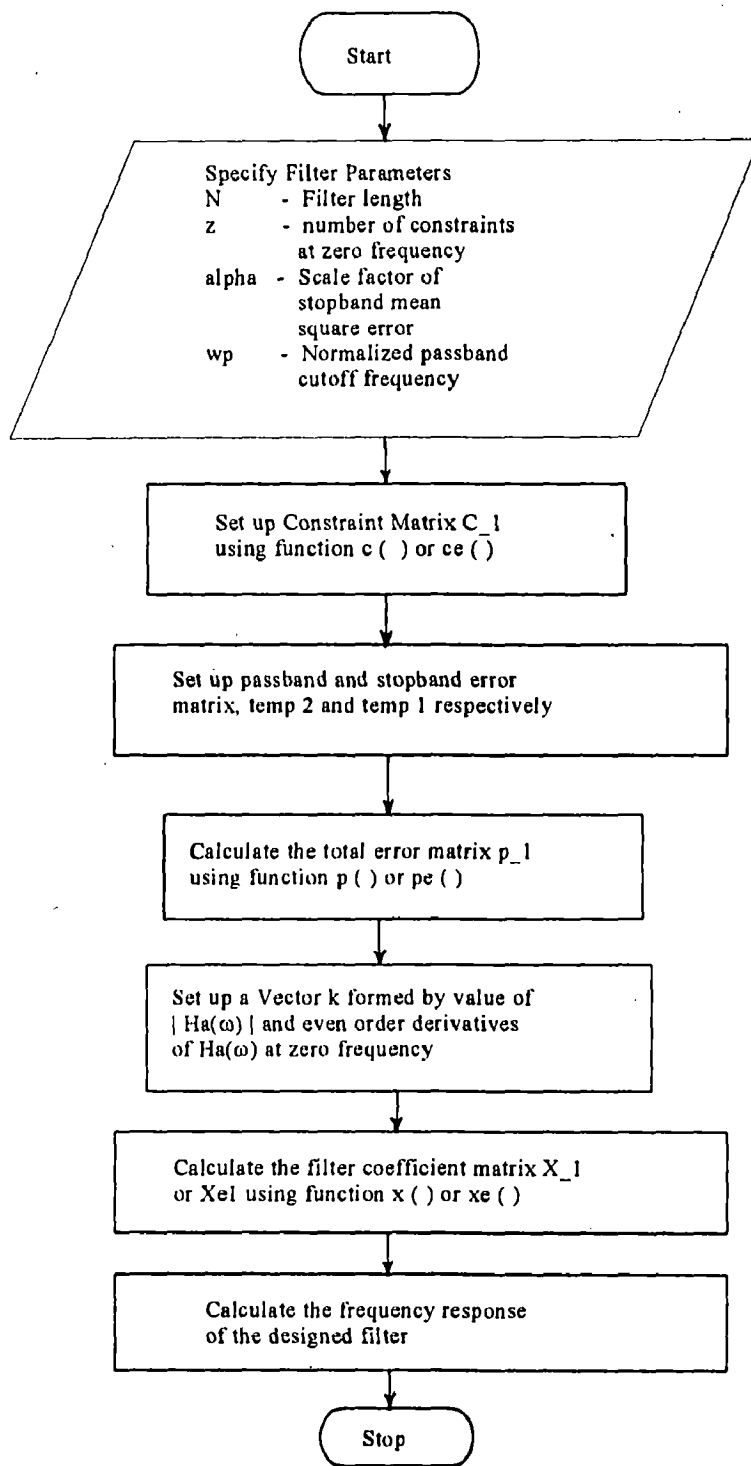 Start
Specify Filter Parameters
N - Filter length
z - number of constraints
at zero frequency
alpha - Scale factor of
stopband mean
square error
wp - Normalized passband
cutoff frequency
Set up Constraint Matrix C_1
using function c ( ) or ce ( )
Set up passband and stopband error
matrix, temp 2 and temp 1 respectively
Calculate the total error matrix p_1
using function p ( ) or pe ( )
Set up a Vector k formed by value of
| Ha(ω) | and even order derivatives
of Ha(ω) at zero frequency
Calculate the filter coefficient matrix X_1
or Xe1 using function x ( ) or xe ( )
Calculate the frequency response
of the designed filter
Stop